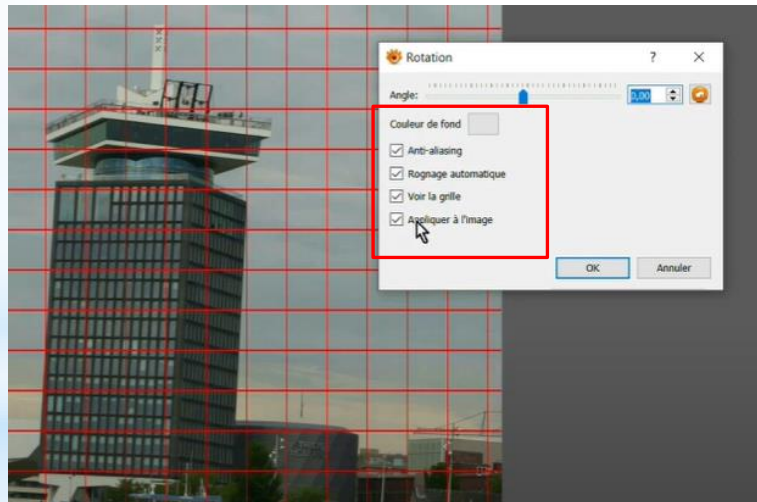 Rotation
?
Angle:
0,00
Couleur de fond
Anti-aliasing
Rognage automatique
Voir la grille
Appliquer à l'image
OK
Annuler